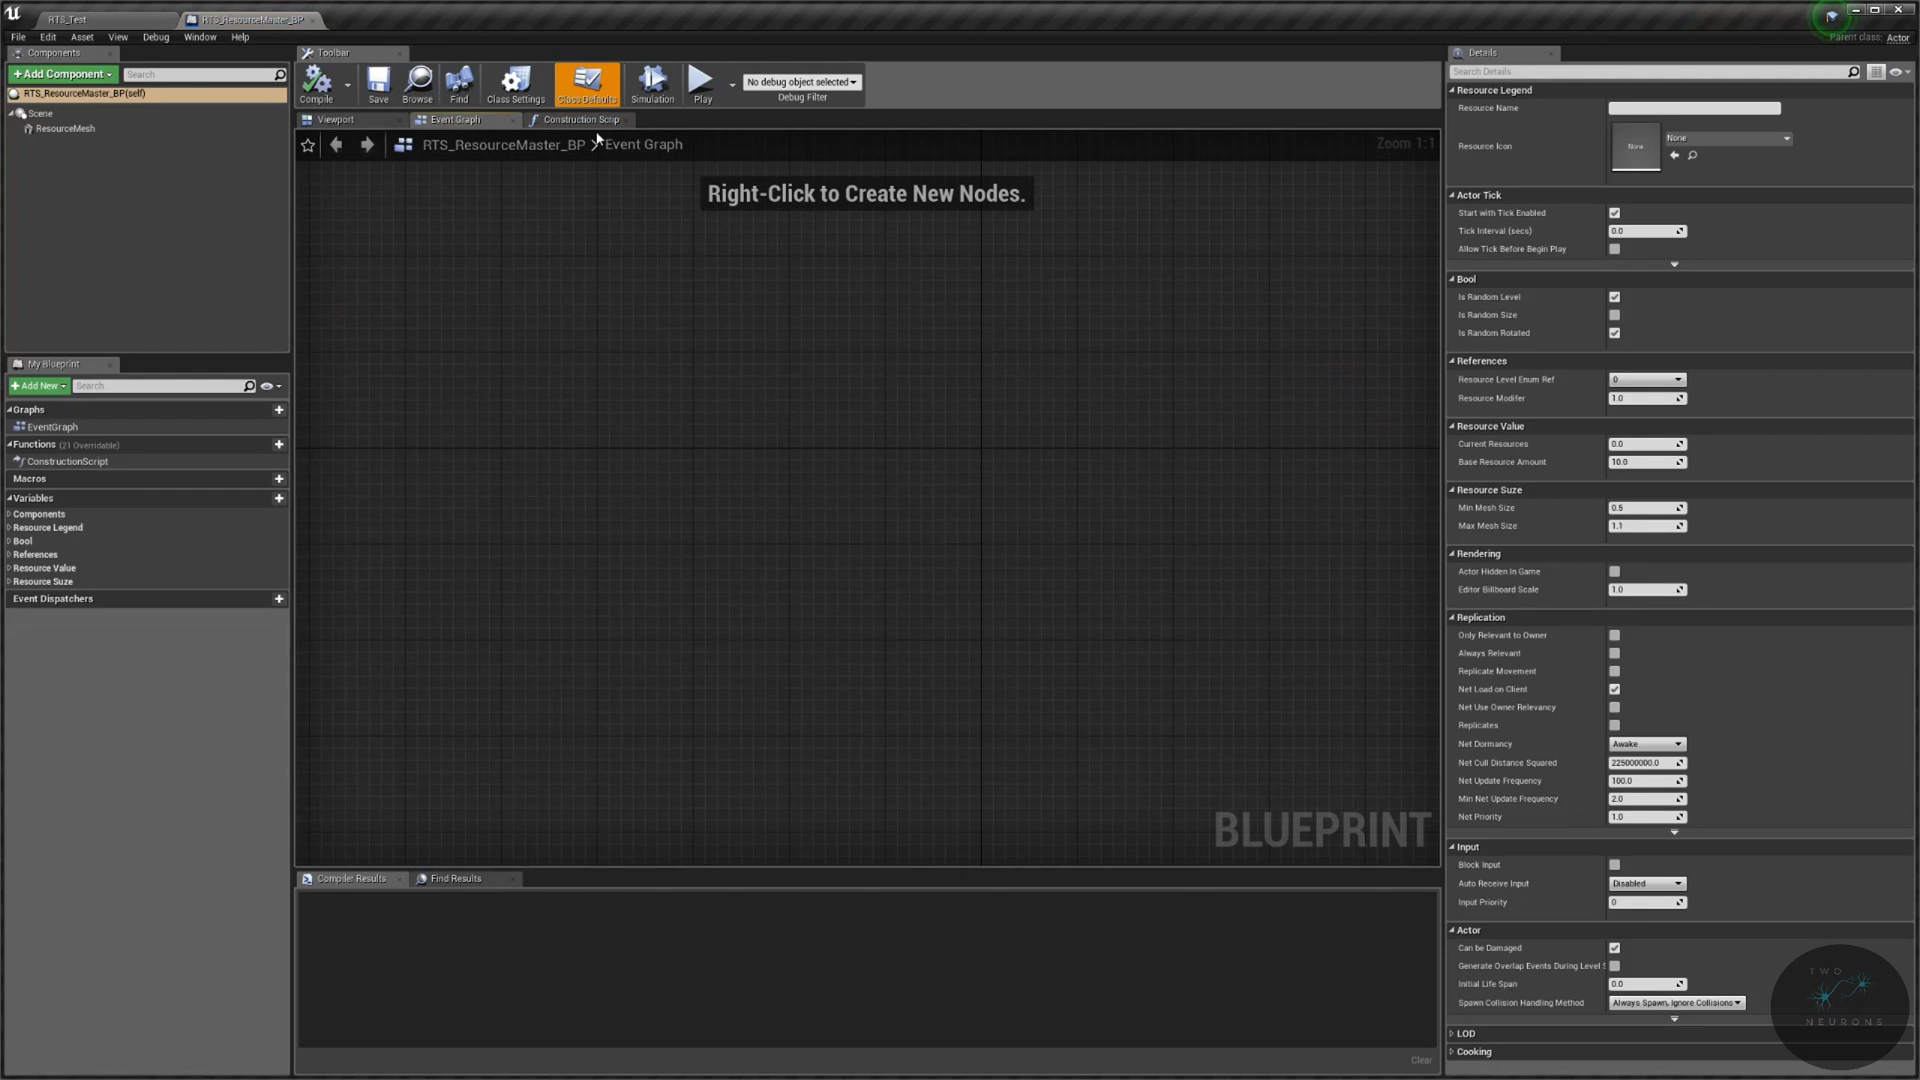 RTS_Test
RTS_ResourceMaster_BP
Parent class: Actor
File Edit Asset View Debug Window Help
Components
Toolbar
Details
+Add Component
Search
Search Details
RTS_ResourceMaster_BP(self)
Scene
ResourceMesh
Compile
Save
Browse
Find
Class Settings
Class Defaults
Simulation
Play
No debug object selected
Debug Filter
Viewport
Event Graph
Construction Scrip
RTS_ResourceMaster_BP
Event Graph
Zoom 1:1
Right-Click to Create New Nodes.
BLUEPRINT
My Blueprint
+Add New
Search
Graphs
EventGraph
Functions (21 Overridable)
ConstructionScript
Macros
Variables
Components
Resource Legend
Bool
References
Resource Value
Resource Suze
Event Dispatchers
Compiler Results
Find Results
Clear
Resource Legend
Resource Name
Resource Icon
None
None
Actor Tick
Start with Tick Enabled
Tick Interval (secs) 0.0
Allow Tick Before Begin Play
Bool
Is Random Level
Is Random Size
Is Random Rotated
References
Resource Level Enum Ref 0
Resource Modifer 1.0
Resource Value
Current Resources 0.0
Base Resource Amount 10.0
Resource Suze
Min Mesh Size 0.5
Max Mesh Size 1.1
Rendering
Actor Hidden In Game
Editor Billboard Scale 1.0
Replication
Only Relevant to Owner
Always Relevant
Replicate Movement
Net Load on Client
Net Use Owner Relevancy
Replicates
Net Dormancy Awake
Net Cull Distance Squared 225000000.0
Net Update Frequency 100.0
Min Net Update Frequency 2.0
Net Priority 1.0
Input
Block Input
Auto Receive Input Disabled
Input Priority 0
Actor
Can be Damaged
Generate Overlap Events During Level S
Initial Life Span 0.0
Spawn Collision Handling Method Always Spawn, Ignore Collisions
LOD
Cooking
TWO
NEURONS